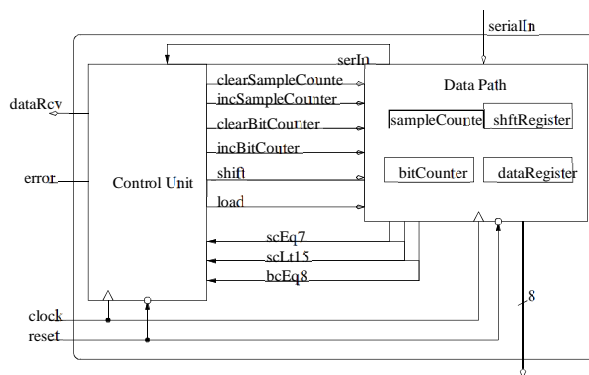 serialIn
serIn
Data Path
clearSampleCounte
dataRcv
incSampleCounter
sampleCounter
shftRegister
clearBitCounter
incBitCouter
error
Control Unit
shift
bitCounter
dataRegister
load
scEq7
scLt15
bcEq8
8
clock
reset